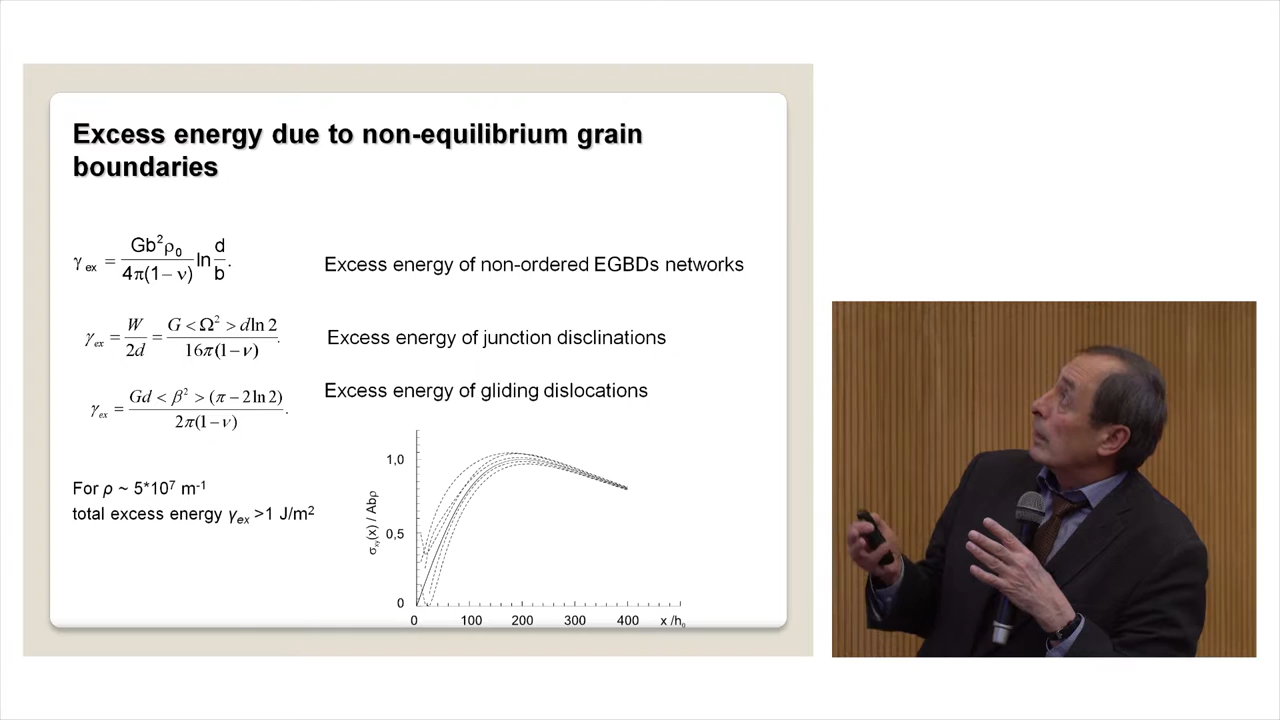 Excess energy due to non-equilibrium grain
boundaries
γ ex = Gb²ρ₀ / 4π(1−ν) ln d/b.
Excess energy of non-ordered EGBDs networks
γex = W / 2d = G < Ω² > d ln 2 / 16π(1−ν).
Excess energy of junction disclinations
γex = Gd < β² > (π − 2 ln 2) / 2π(1−ν).
Excess energy of gliding dislocations
For ρ ~ 5*10⁷ m⁻¹
total excess energy γex >1 J/m²
σxy(x) / Abρ
1,0
0,5
0
0 100 200 300 400 x /h₀